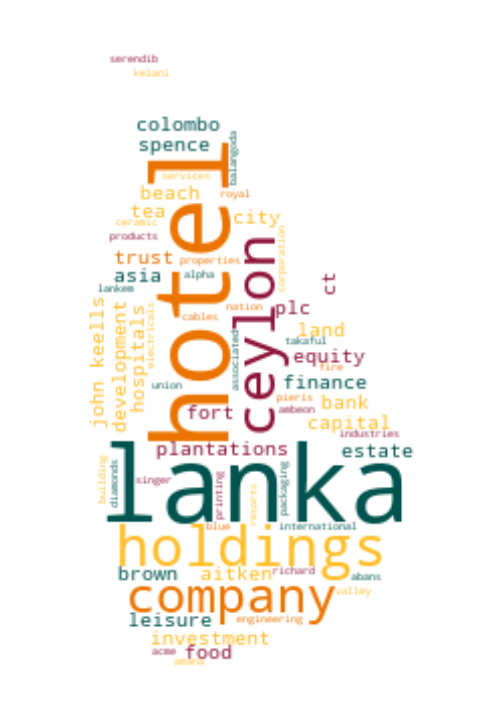 serendib
kelani
colombo
spence
balangoda
hotel
services
beach
royal
tea
city
ceramic
products
ceylon
corporation
trust
properties
asia
alpha
ct
lankem
john keells
development
hospitals
electricals
nation
plc
cables
associated
land
takaful
equity
fire
union
finance
pieris
bank
fort
ambeon
capital
industries
plantations
estate
lanka
building
diamonds
singer
printing
resorts
packaging
blue
international
holdings
brown
aitken
richard
abans
company
valley
leisure
engineering
investment
acme
food
amana